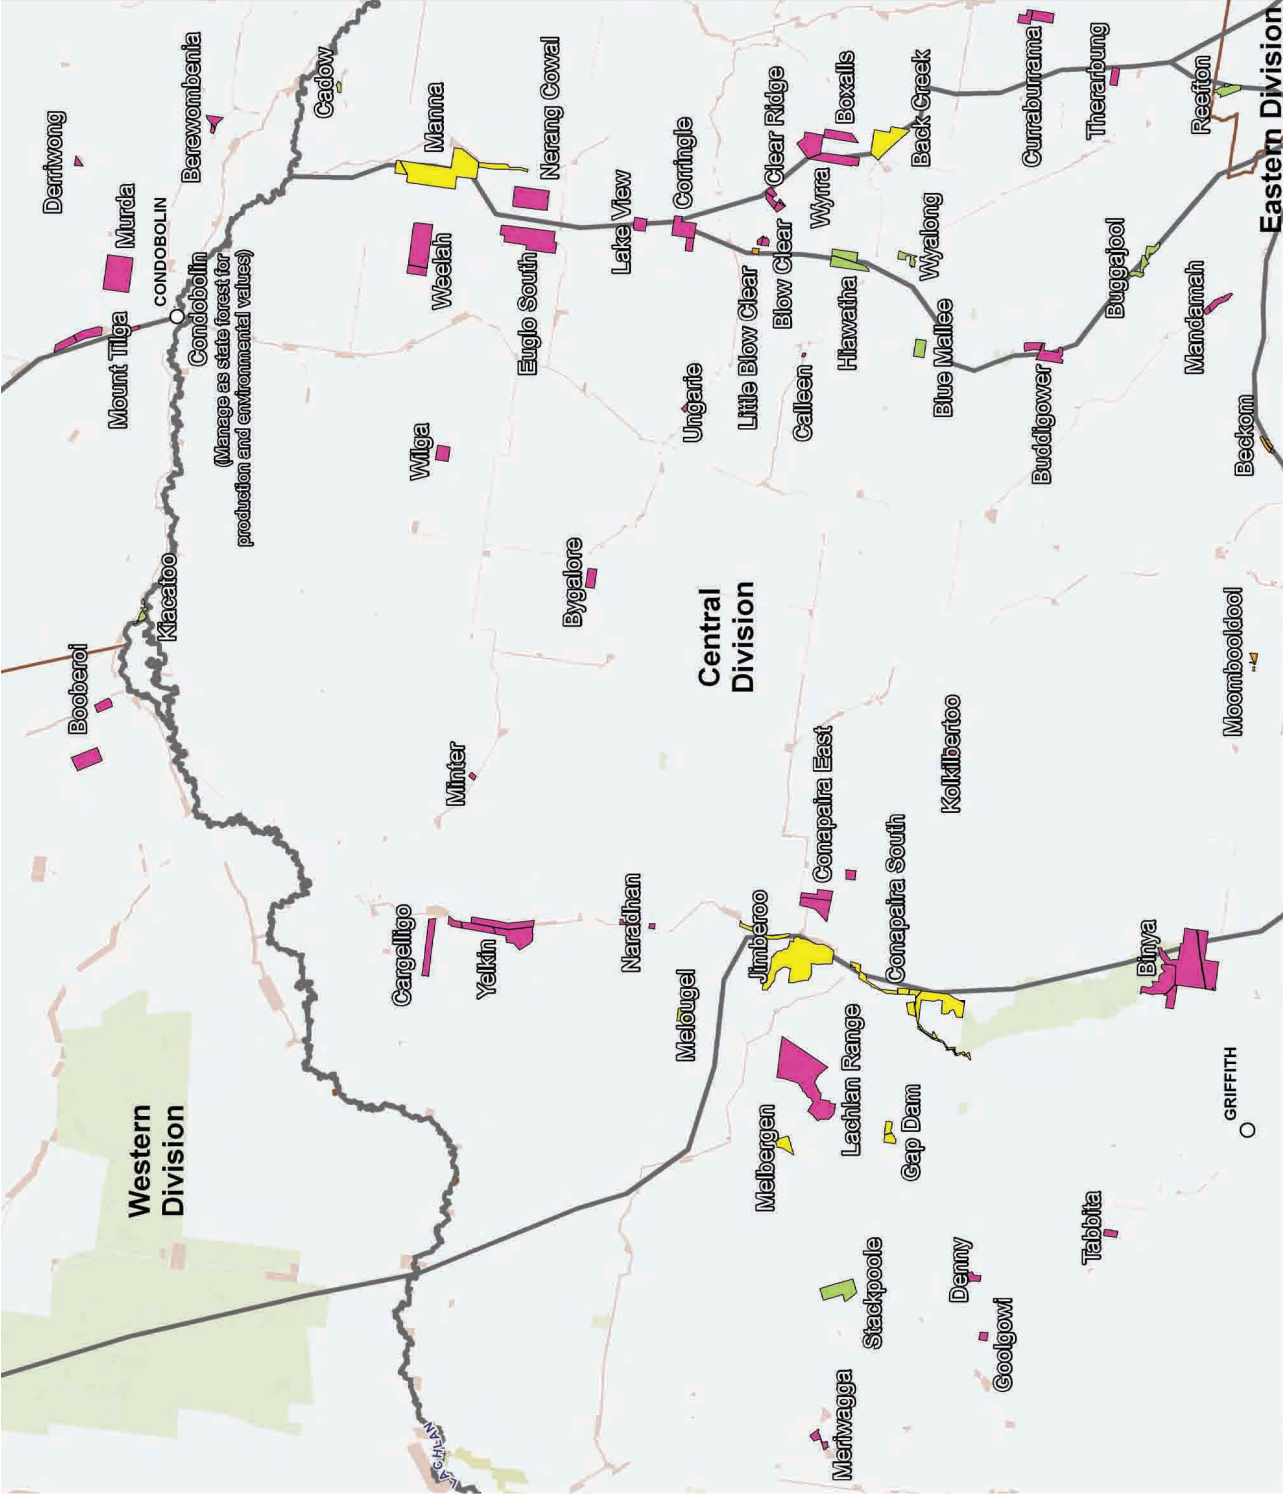 Derriwong
Berewombenia
Cadow
Murda
CONDOBOLIN
Mount Tilga
Condobolin
(Manage as state forest for
production and environmental values)
Kiacatoo
Booberoi
Western
Division
LACHLAN
Manna
Nerang Cowal
Weelah
Euglo South
Lake View
Corringle
Clear Ridge
Boxalls
Wyrra
Back Creek
Curraburrama
Therarbung
Reefton
Eastern Division
Wilga
Ungarie
Little Blow Clear
Blow Clear
Calleen
Hiawatha
Wyalong
Blue Mallee
Buddigower
Buggajool
Mandamah
Beckom
Bygalore
Central
Division
Minter
Moombooldool
Kolkilbertoo
Conapaira East
Conapaira South
Cargelligo
Yelkin
Naradhan
Jimberoo
Melougel
Lachlan Range
Melbergen
Gap Dam
Binya
GRIFFITH
Tabbita
Stackpoole
Denny
Goolgowi
Meriwagga